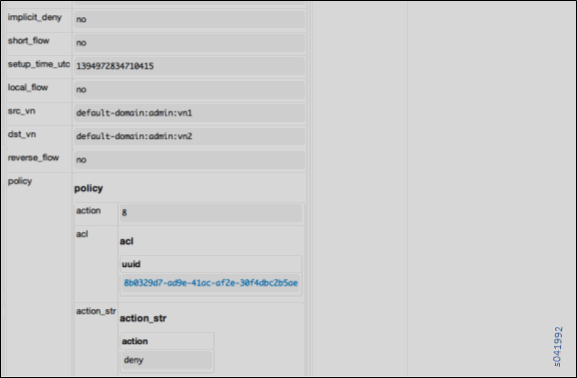 implicit_deny no
short_flow no
setup_time_utc 1394972834710415
local_flow no
src_vn default-domain:admin:vn1
dst_vn default-domain:admin:vn2
reverse_flow no
policy
policy
action 8
acl
acl
uuid
8b0329d7-ad9e-41ac-af2e-30f4dbc2b5ae
action_str
action_str
action
deny
s041992